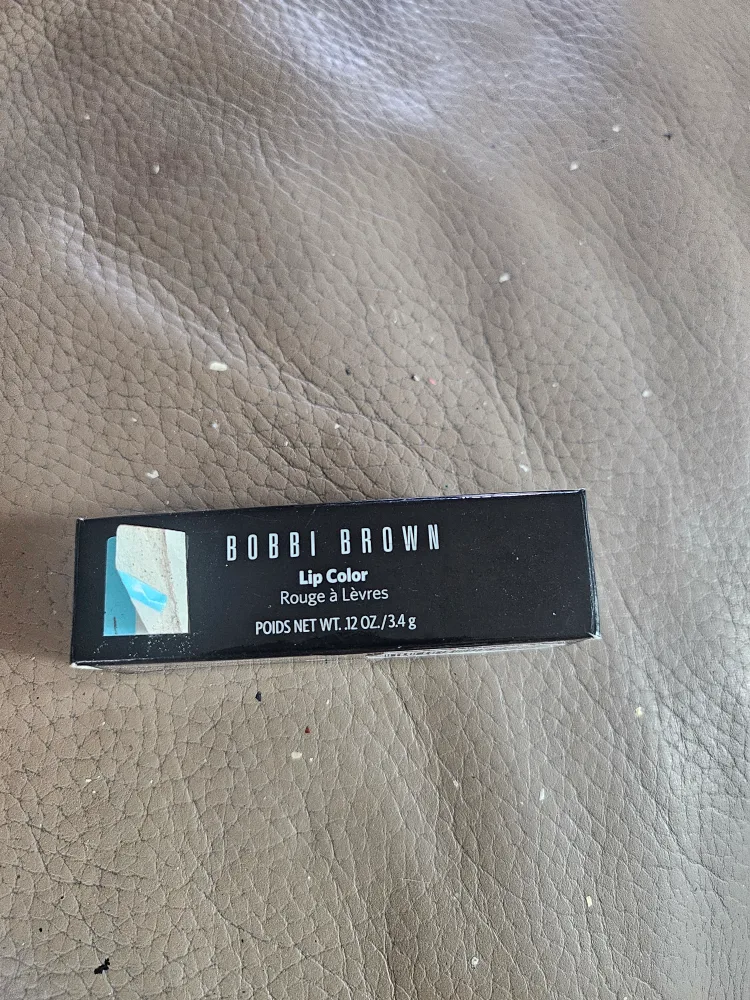 BOBBI BROWN
Lip Color
Rouge à Lèvres
POIDS NET WT. .12 OZ./3.4 g